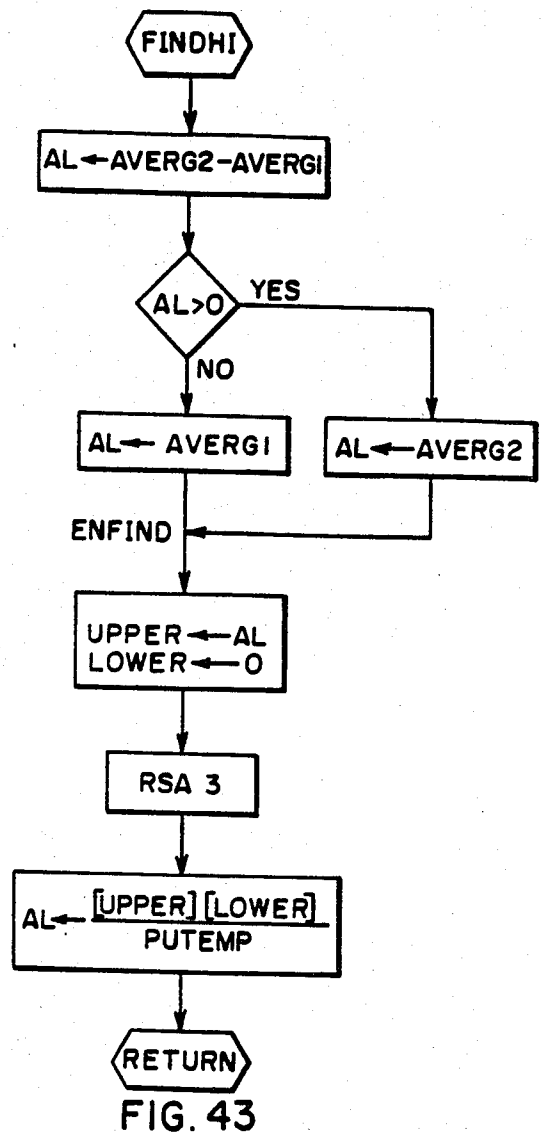 FINDHI
AL←AVERG2-AVERG1
AL>0
YES
NO
AL← AVERG1
AL←AVERG2
ENFIND
UPPER←AL
LOWER←0
RSA 3
AL← [UPPER] [LOWER]
PUTEMP
RETURN
FIG. 43